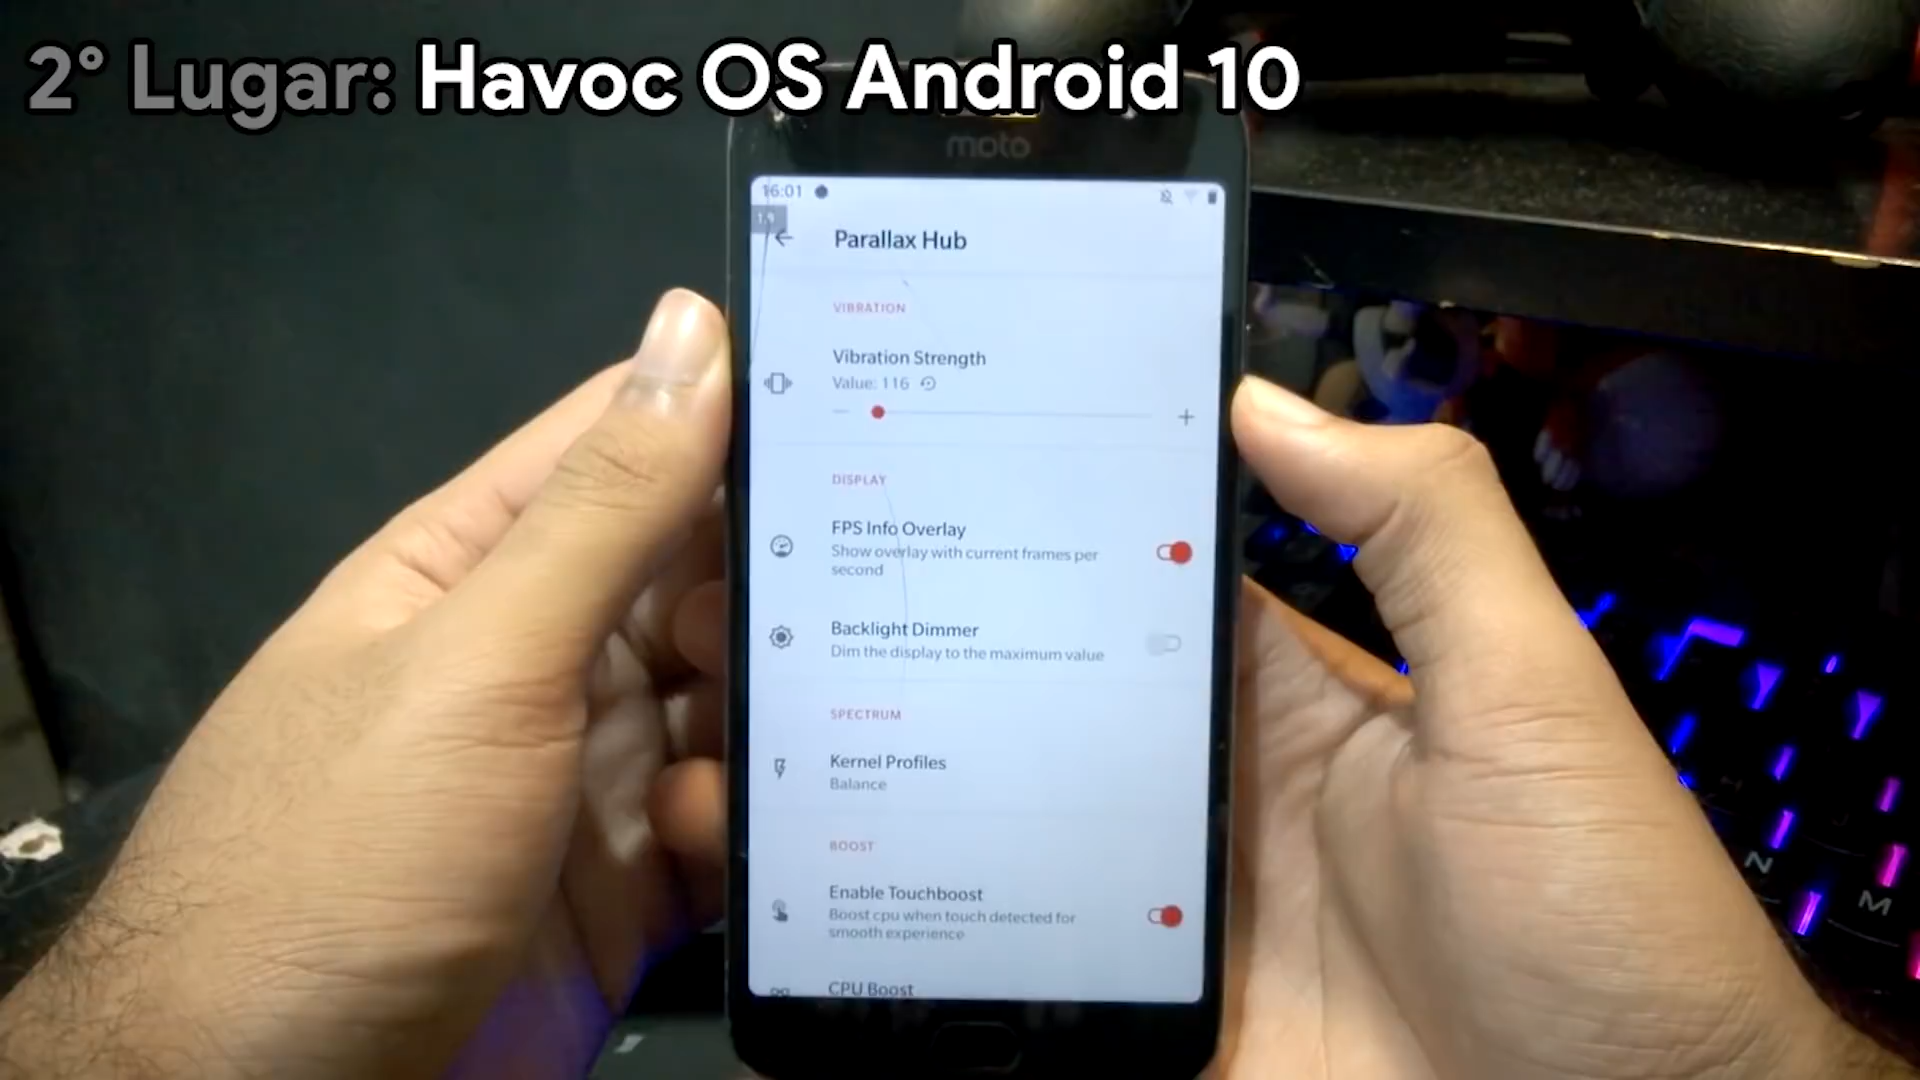 2° Lugar: Havoc OS Android 10
moto
16:01
Parallax Hub
VIBRATION
Vibration Strength
Value: 116
DISPLAY
FPS Info Overlay
Show overlay with current frames per
second
Backlight Dimmer
Dim the display to the maximum value
SPECTRUM
Kernel Profiles
Balance
BOOST
Enable Touchboost
Boost cpu when touch detected for
smooth experience
CPU Boost
N
M